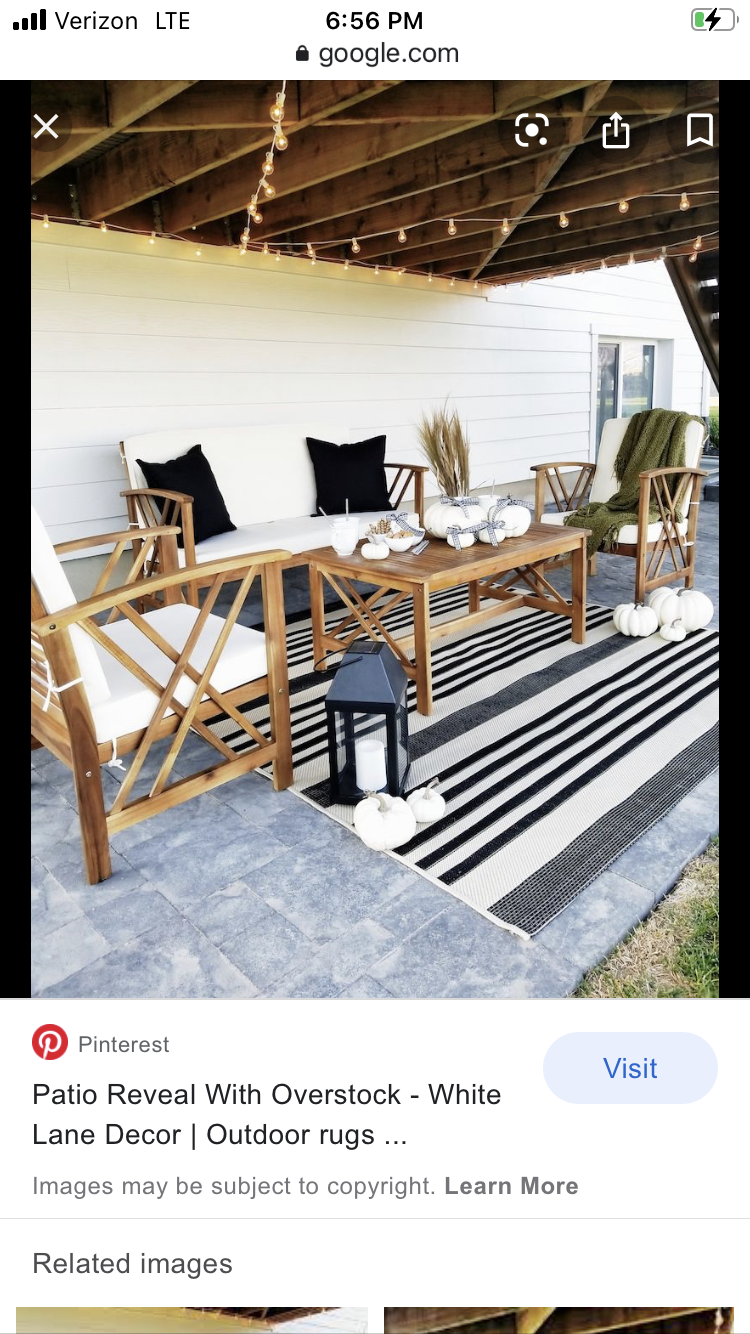 Verizon LTE 6:56 PM
google.com
Pinterest
Visit
Patio Reveal With Overstock - White
Lane Decor | Outdoor rugs ...
Images may be subject to copyright. Learn More
Related images